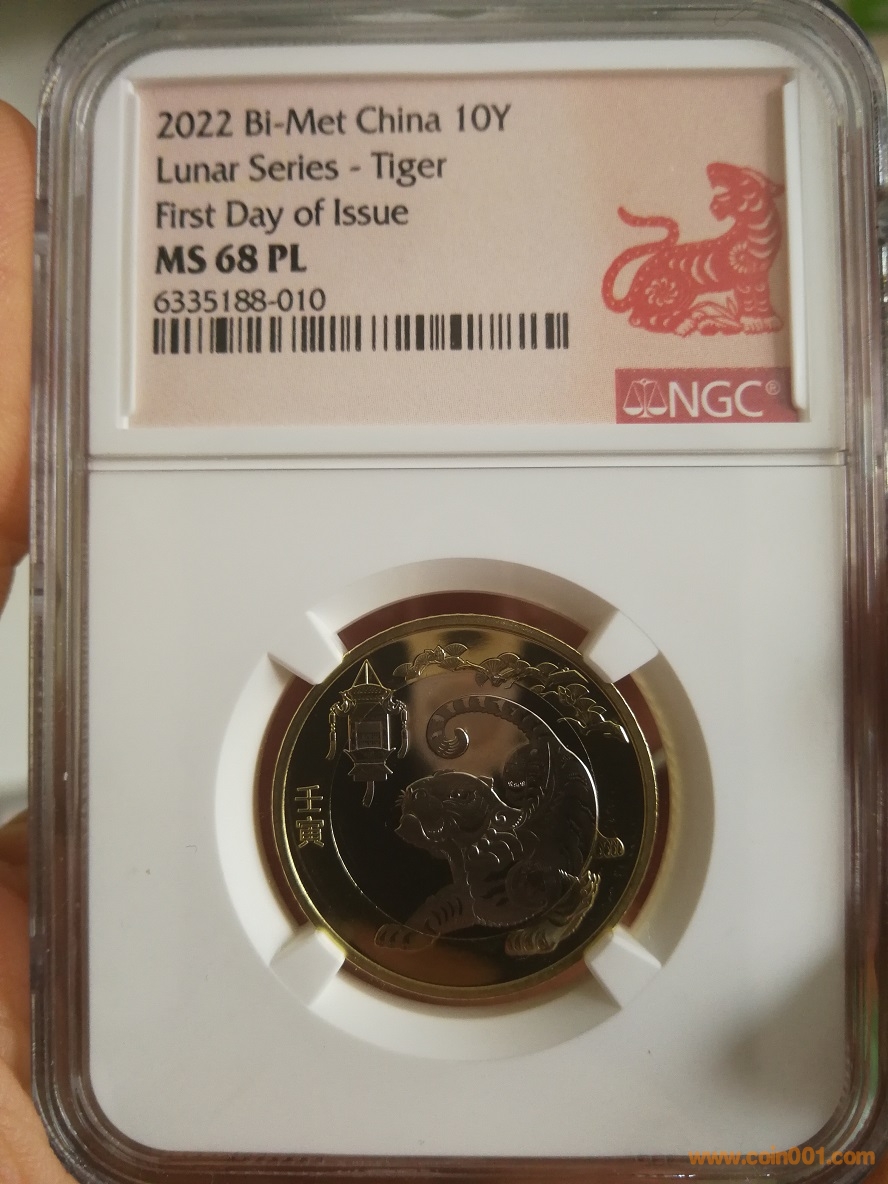 2022 Bi-Met China 10Y
Lunar Series - Tiger
First Day of Issue
MS 68 PL
6335188-010
NGC®
壬寅
www.coin001.com